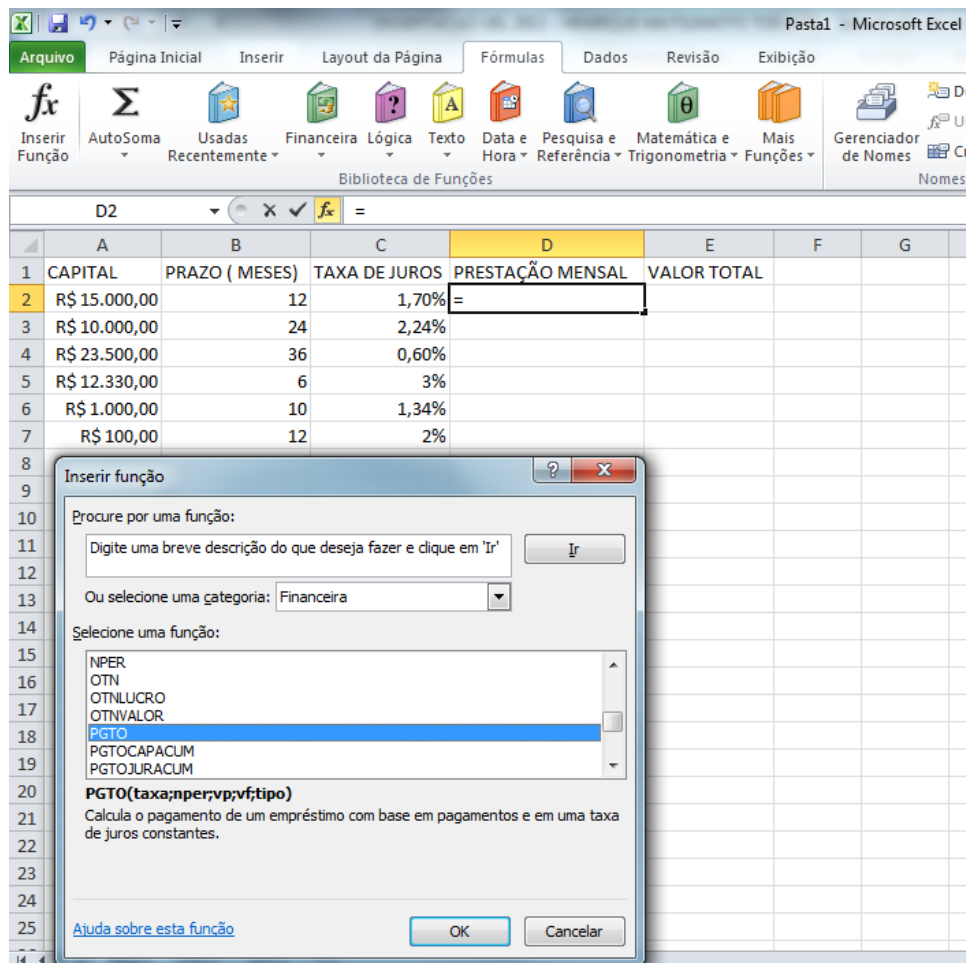 Pasta1 - Microsoft Excel
Arquivo Página Inicial Inserir Layout da Página Fórmulas Dados Revisão Exibição
fx Σ ? A θ D
Inserir Função AutoSoma Usadas Recentemente Financeira Lógica Texto Data e Hora Pesquisa e Referência Matemática e Trigonometria Mais Funções Gerenciador de Nomes
Biblioteca de Funções Nomes
D2 fx =
A B C D E F G
1 CAPITAL PRAZO ( MESES) TAXA DE JUROS PRESTAÇÃO MENSAL VALOR TOTAL
2 R$ 15.000,00 12 1,70% =
3 R$ 10.000,00 24 2,24%
4 R$ 23.500,00 36 0,60%
5 R$ 12.330,00 6 3%
6 R$ 1.000,00 10 1,34%
7 R$ 100,00 12 2%
8
Inserir função
9
10 Procure por uma função:
11 Digite uma breve descrição do que deseja fazer e clique em 'Ir' Ir
12
13 Ou selecione uma categoria: Financeira
14 Selecione uma função:
15 NPER
16 OTN
OTNLUCRO
17 OTNVALOR
18 PGTO
PGTOCAPACUM
19 PGTOJURACUM
20 PGTO(taxa;nper;vp;vf;tipo)
21 Calcula o pagamento de um empréstimo com base em pagamentos e em uma taxa
22 de juros constantes.
23
24
25 Ajuda sobre esta função OK Cancelar